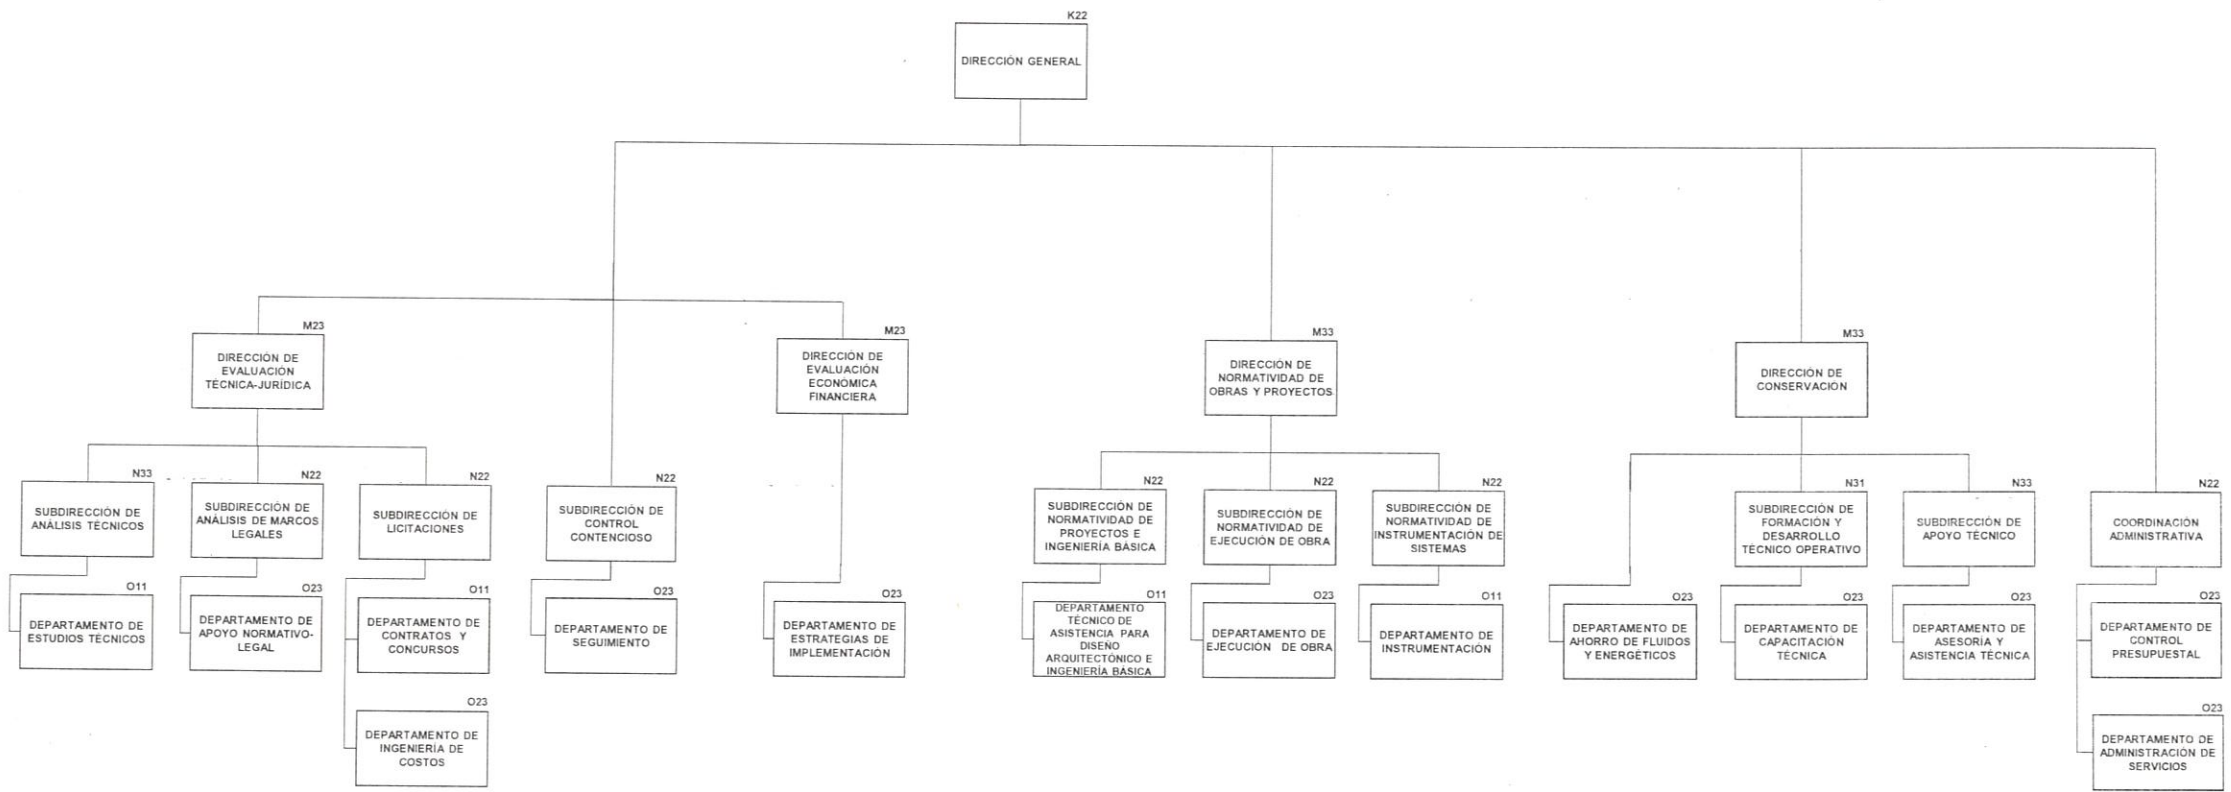 K22
DIRECCIÓN GENERAL
M23
DIRECCIÓN DE
EVALUACIÓN
TÉCNICA-JURÍDICA
M23
DIRECCIÓN DE
EVALUACIÓN
ECONÓMICA
FINANCIERA
M33
DIRECCIÓN DE
NORMATIVIDAD DE
OBRAS Y PROYECTOS
M33
DIRECCIÓN DE
CONSERVACIÓN
N33
SUBDIRECCIÓN DE
ANÁLISIS TÉCNICOS
N22
SUBDIRECCIÓN DE
ANÁLISIS DE MARCOS
LEGALES
N22
SUBDIRECCIÓN DE
LICITACIONES
N22
SUBDIRECCIÓN DE
CONTROL
CONTENCIOSO
N22
SUBDIRECCIÓN DE
NORMATIVIDAD DE
PROYECTOS E
INGENIERÍA BÁSICA
N22
SUBDIRECCIÓN DE
NORMATIVIDAD DE
EJECUCIÓN DE OBRA
N22
SUBDIRECCIÓN DE
NORMATIVIDAD DE
INSTRUMENTACIÓN DE
SISTEMAS
N31
SUBDIRECCIÓN DE
FORMACIÓN Y
DESARROLLO
TÉCNICO OPERATIVO
N33
SUBDIRECCIÓN DE
APOYO TÉCNICO
N22
COORDINACIÓN
ADMINISTRATIVA
O11
DEPARTAMENTO DE
ESTUDIOS TÉCNICOS
O23
DEPARTAMENTO DE
APOYO NORMATIVO-
LEGAL
O11
DEPARTAMENTO DE
CONTRATOS Y
CONCURSOS
O23
DEPARTAMENTO DE
SEGUIMIENTO
O23
DEPARTAMENTO DE
ESTRATEGIAS DE
IMPLEMENTACIÓN
O11
DEPARTAMENTO
TÉCNICO DE
ASISTENCIA PARA
DISEÑO
ARQUITECTÓNICO E
INGENIERÍA BÁSICA
O23
DEPARTAMENTO DE
EJECUCIÓN DE OBRA
O11
DEPARTAMENTO DE
INSTRUMENTACIÓN
O23
DEPARTAMENTO DE
AHORRO DE FLUIDOS
Y ENERGÉTICOS
O23
DEPARTAMENTO DE
CAPACITACIÓN
TÉCNICA
O23
DEPARTAMENTO DE
ASESORÍA Y
ASISTENCIA TÉCNICA
O23
DEPARTAMENTO DE
CONTROL
PRESUPUESTAL
O23
DEPARTAMENTO DE
INGENIERÍA DE
COSTOS
O23
DEPARTAMENTO DE
ADMINISTRACIÓN DE
SERVICIOS